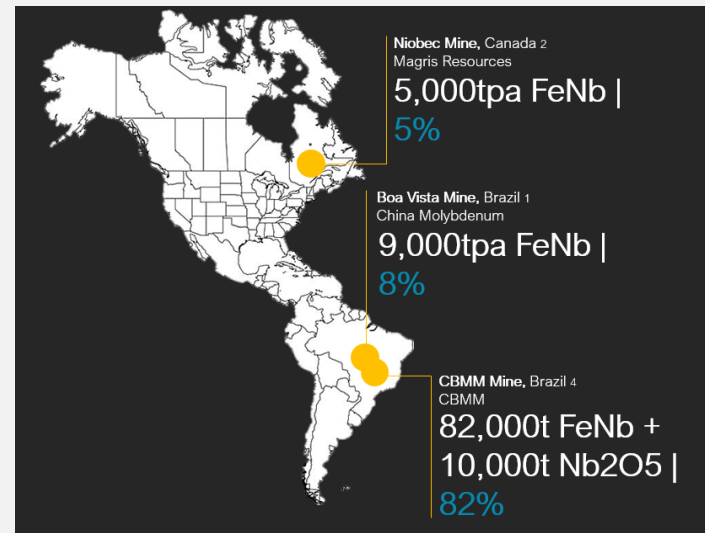 Niobec Mine, Canada 2
Magris Resources
5,000tpa FeNb |
5%
Boa Vista Mine, Brazil 1
China Molybdenum
9,000tpa FeNb |
8%
CBMM Mine, Brazil 4
CBMM
82,000t FeNb +
10,000t Nb2O5 |
82%